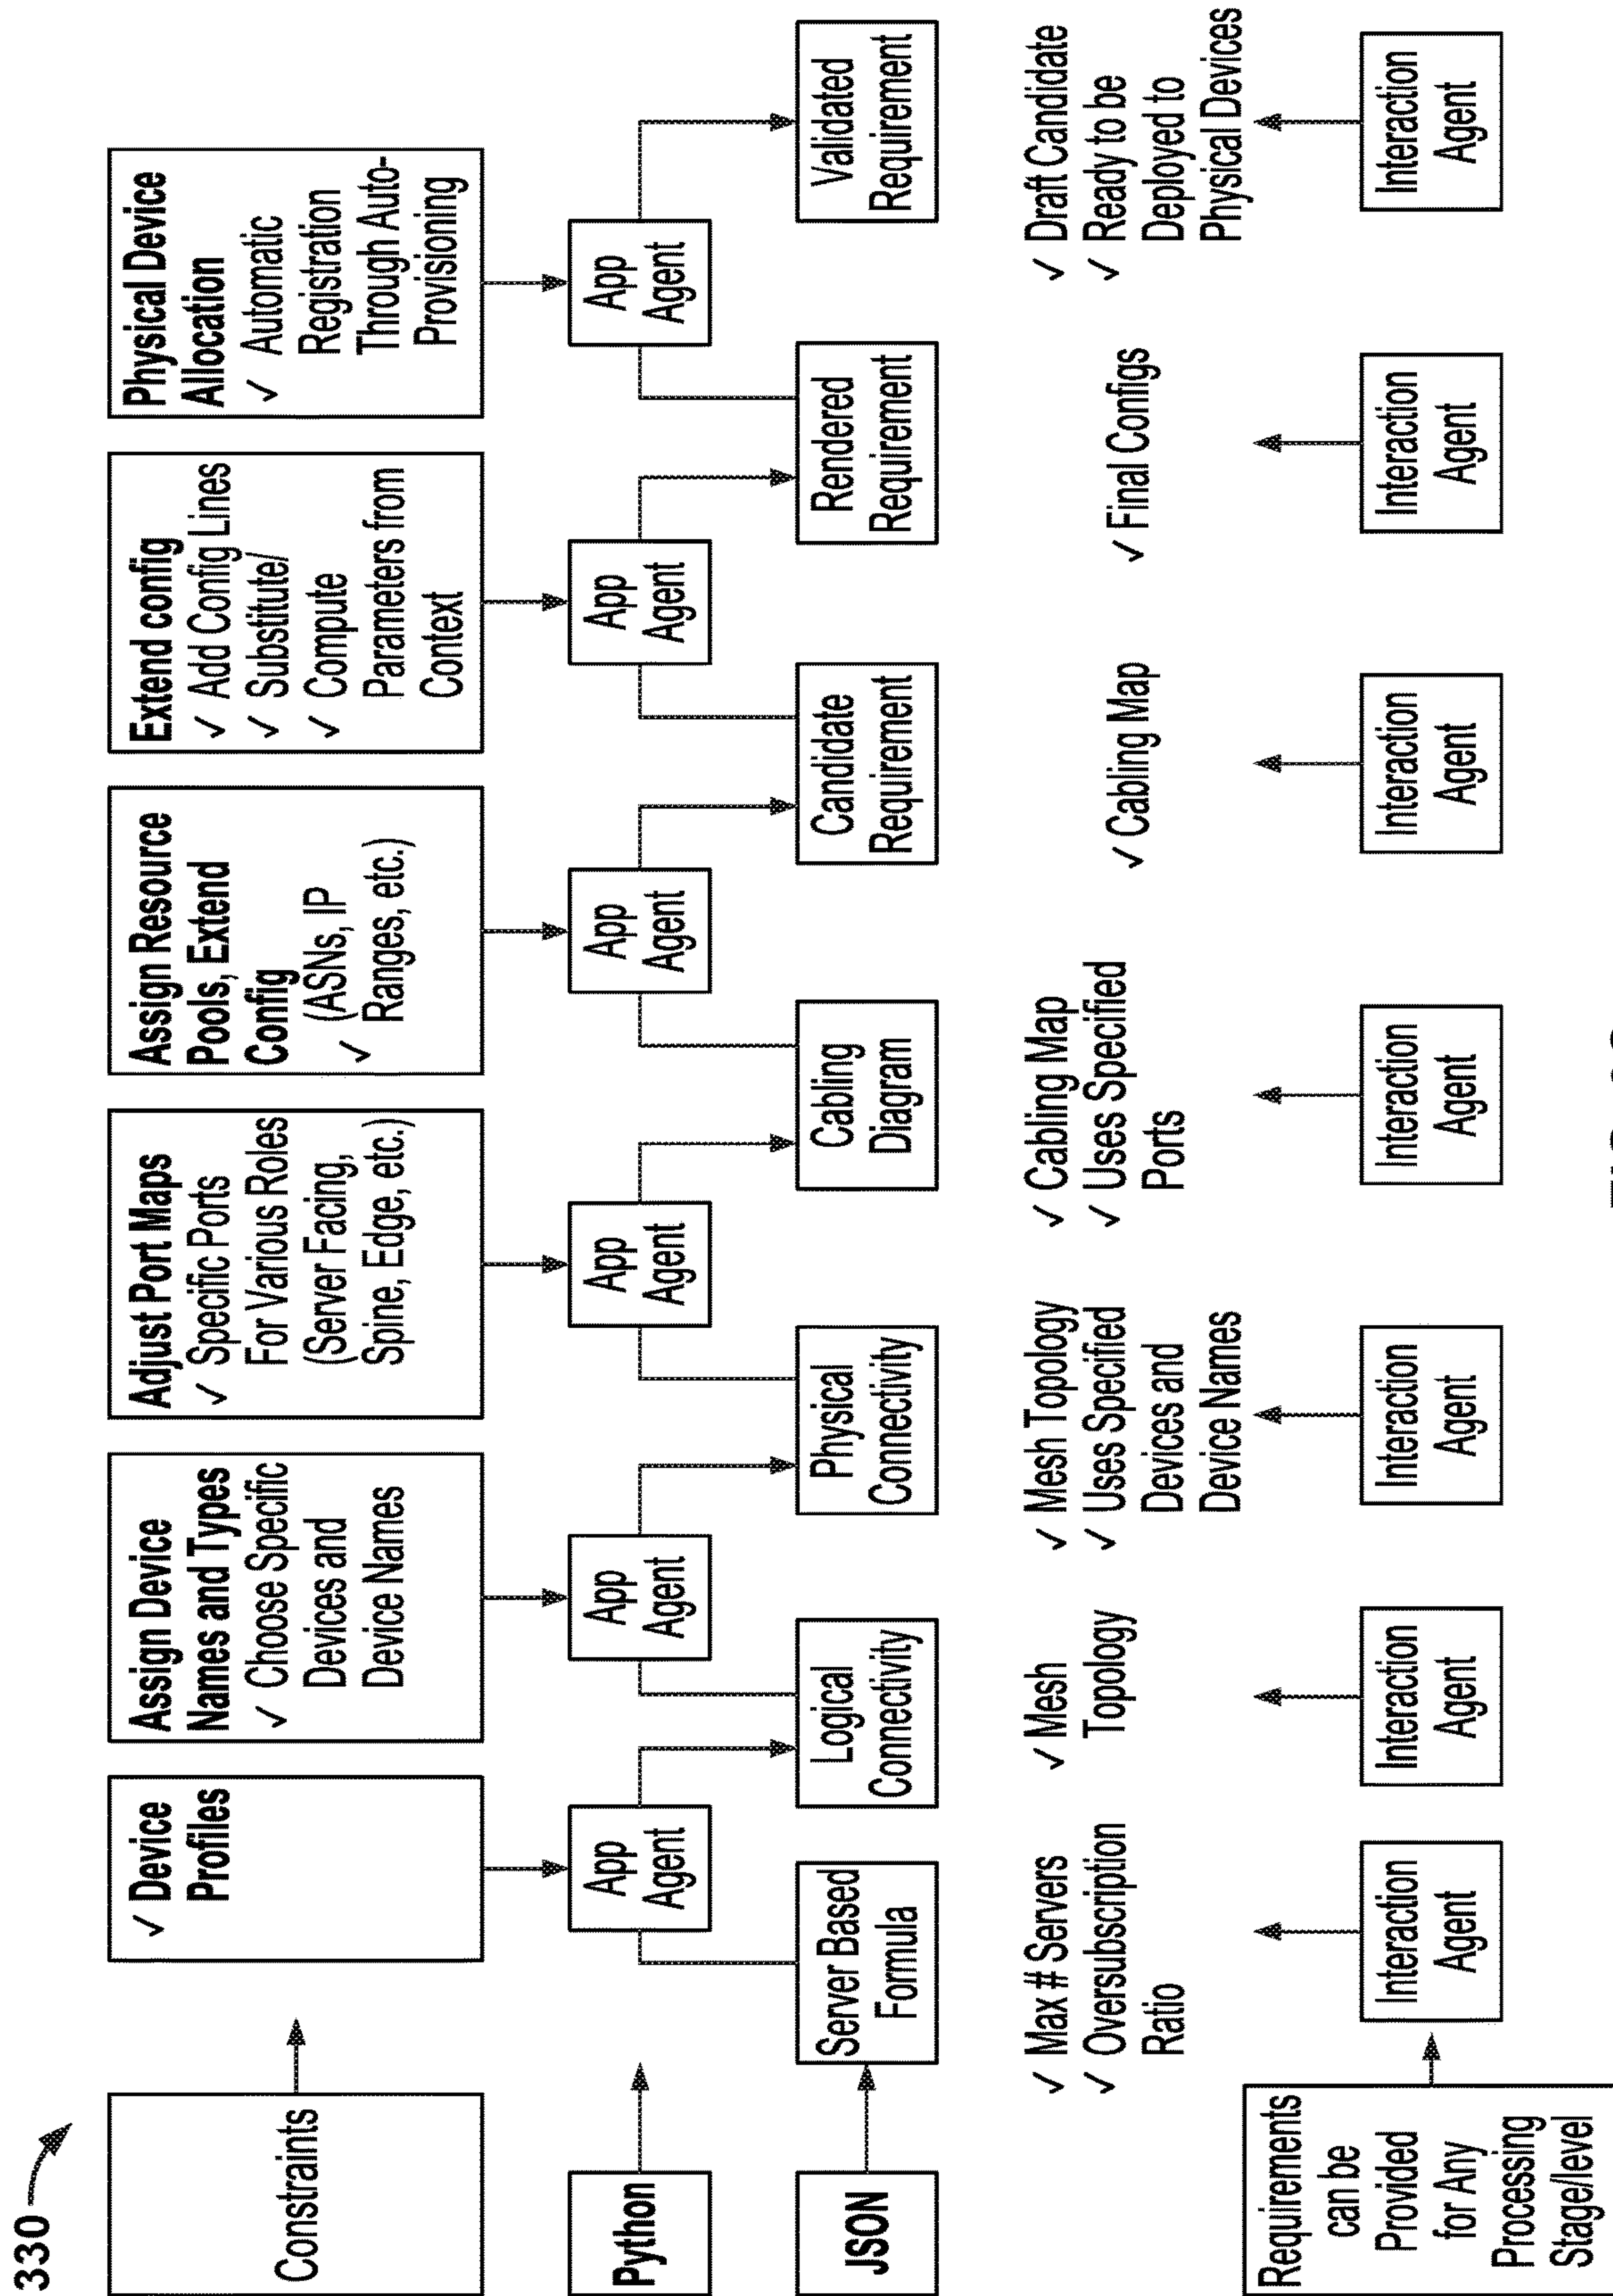 330
Constraints
✓ Device
Profiles
Assign Device
Names and Types
✓ Choose Specific
Devices and
Device Names
Adjust Port Maps
✓ Specific Ports
For Various Roles
(Server Facing,
Spine, Edge, etc.)
Assign Resource
Pools, Extend
Config
(ASNs, IP
✓ Ranges, etc.)
Extend config
✓ Add Config Lines
✓ Substitute/
✓ Compute
Parameters from
Context
Physical Device
Allocation
✓ Automatic
Registration
Through Auto-
Provisioning
Python
App
Agent
App
Agent
App
Agent
App
Agent
App
Agent
App
Agent
JSON
Server Based
Formula
Logical
Connectivity
Physical
Connectivity
Cabling
Diagram
Candidate
Requirement
Rendered
Requirement
Validated
Requirement
✓ Max # Servers
✓ Oversubscription
Ratio
✓ Mesh
Topology
✓ Mesh Topology
✓ Uses Specified
Devices and
Device Names
✓ Cabling Map
✓ Uses Specified
Ports
✓ Cabling Map
✓ Final Configs
✓ Draft Candidate
✓ Ready to be
Deployed to
Physical Devices
Requirements
can be
Provided
for Any
Processing
Stage/level
Interaction
Agent
Interaction
Agent
Interaction
Agent
Interaction
Agent
Interaction
Agent
Interaction
Agent
Interaction
Agent